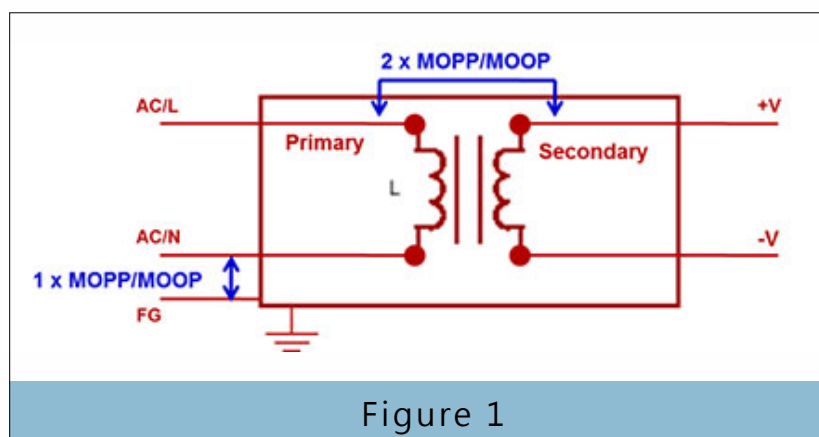 2 x MOPP/MOOP
AC/L
+V
Primary
Secondary
L
AC/N
-V
1 x MOPP/MOOP
FG
Figure 1